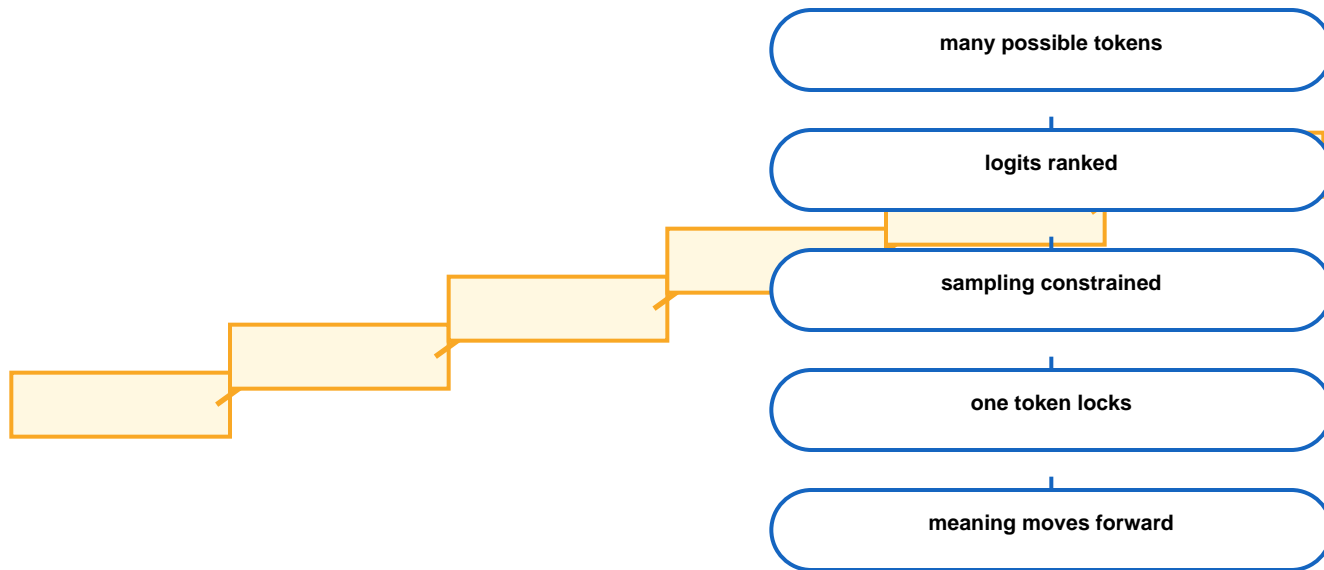 many possible tokens
logits ranked
sampling constrained
one token locks
meaning moves forward